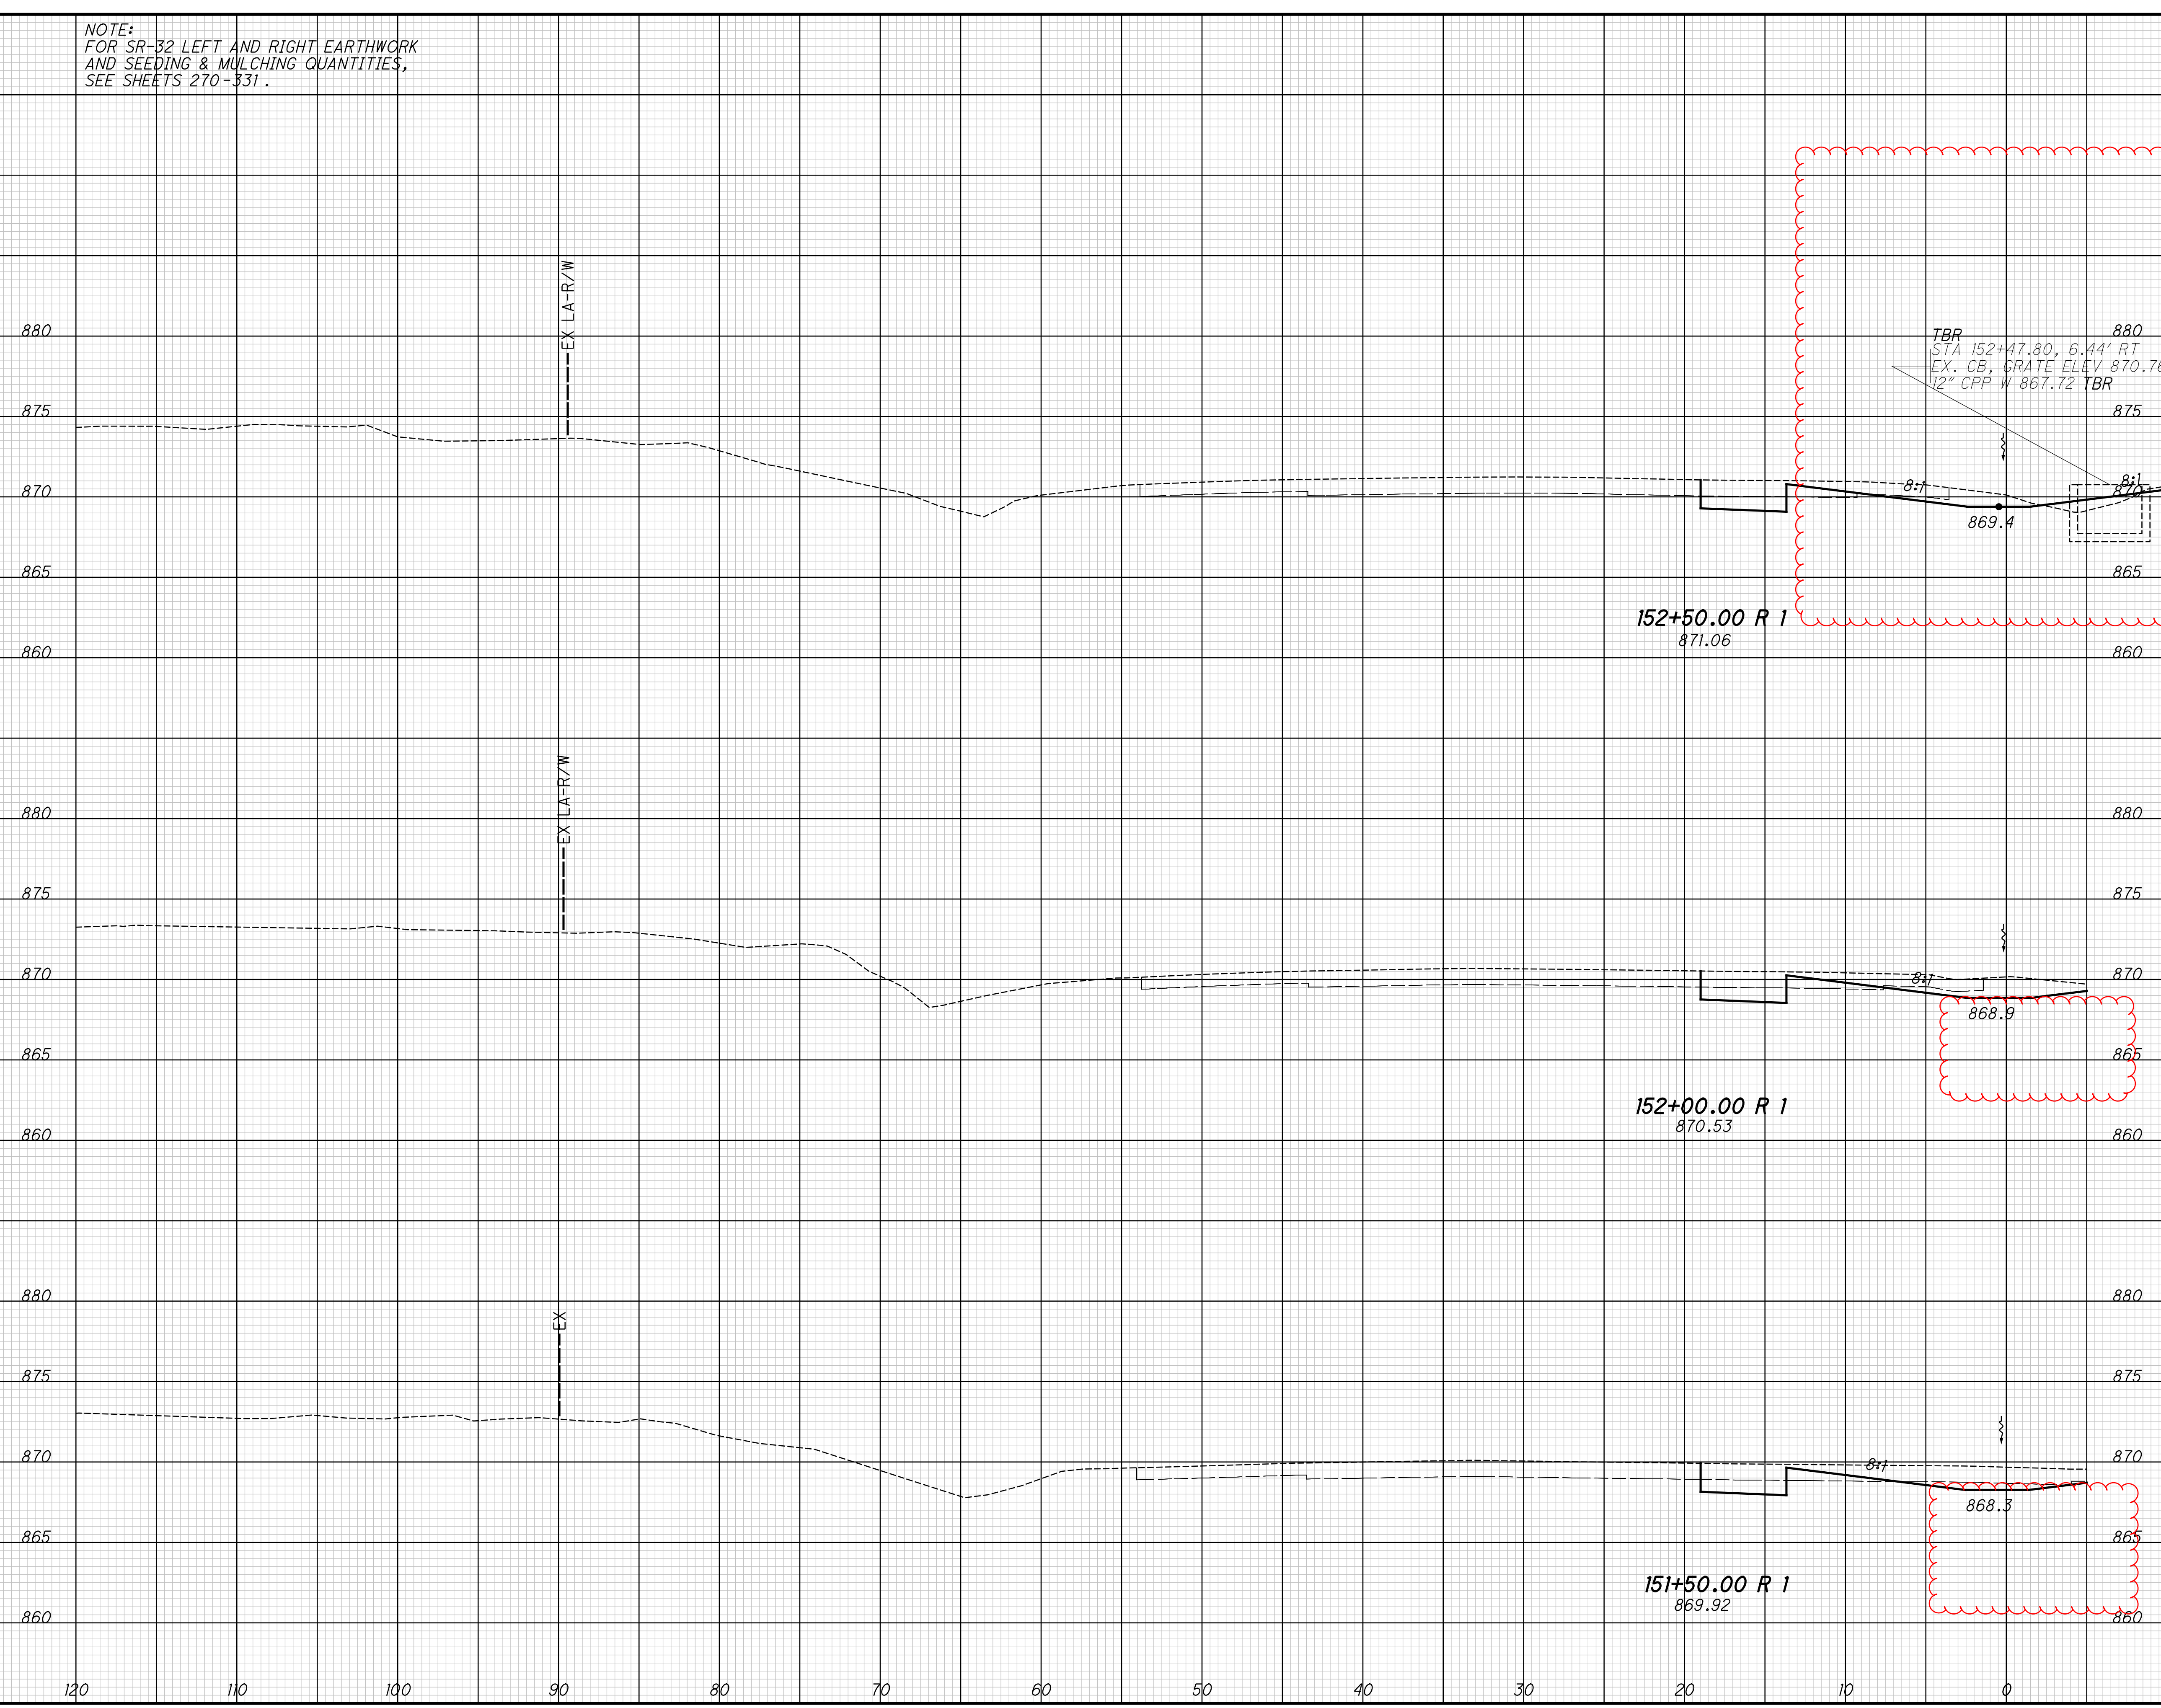 NOTE:
FOR SR-32 LEFT AND RIGHT EARTHWORK
AND SEEDING & MULCHING QUANTITIES,
SEE SHEETS 270-331.
EX LA-R/W
880 880
TBR
STA 152+47.80, 6.44' RT
EX. CB, GRATE ELEV 870.76
12" CPP W 867.72 TBR
875 875
870 8:1 8:1 870
869.4
865 865
152+50.00 R 1
871.06
860 860
EX LA-R/W
880 880
875 875
870 8:1 870
868.9
865 865
152+00.00 R 1
870.53
860 860
880 880
EX
875 875
870 8:1 870
868.3
865 865
151+50.00 R 1
869.92
860 860
120 110 100 90 80 70 60 50 40 30 20 10 0